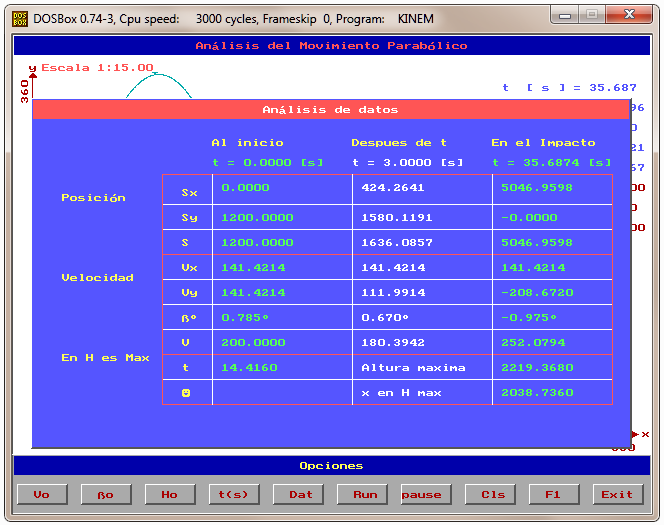 DOSBox 0.74-3, Cpu speed: 3000 cycles, Frameskip 0, Program: KINEM
Análisis del Movimiento Parabólico
y Escala 1:15.00
360
t [ s ] = 35.687
Análisis de datos
96
0
21
67
00
0
00
Al inicio Despues de t En el Impacto
t = 0.0000 [s] t = 3.0000 [s] t = 35.6874 [s]
Posición
Sx 0.0000 424.2641 5046.9598
Sy 1200.0000 1580.1191 -0.0000
S 1200.0000 1636.0857 5046.9598
Velocidad
Vx 141.4214 141.4214 141.4214
Vy 141.4214 111.9914 -208.6720
ßº 0.785º 0.670º -0.975º
V 200.0000 180.3942 252.0794
En H es Max
t 14.4160 Altura maxima 2219.3680
x en H max 2038.7360
x
Opciones
Vo ßo Ho t(s) Dat Run pause Cls F1 Exit